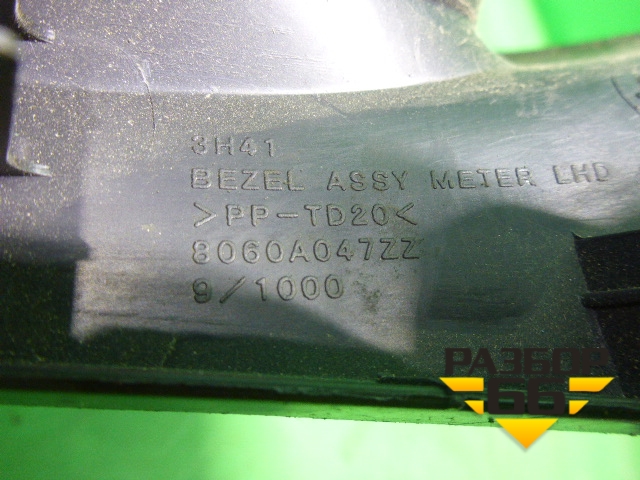 3H41
BEZEL ASSY METER LHD
>PP-TD20<
8060A047ZZ
9/1000
РАЗБОР
66